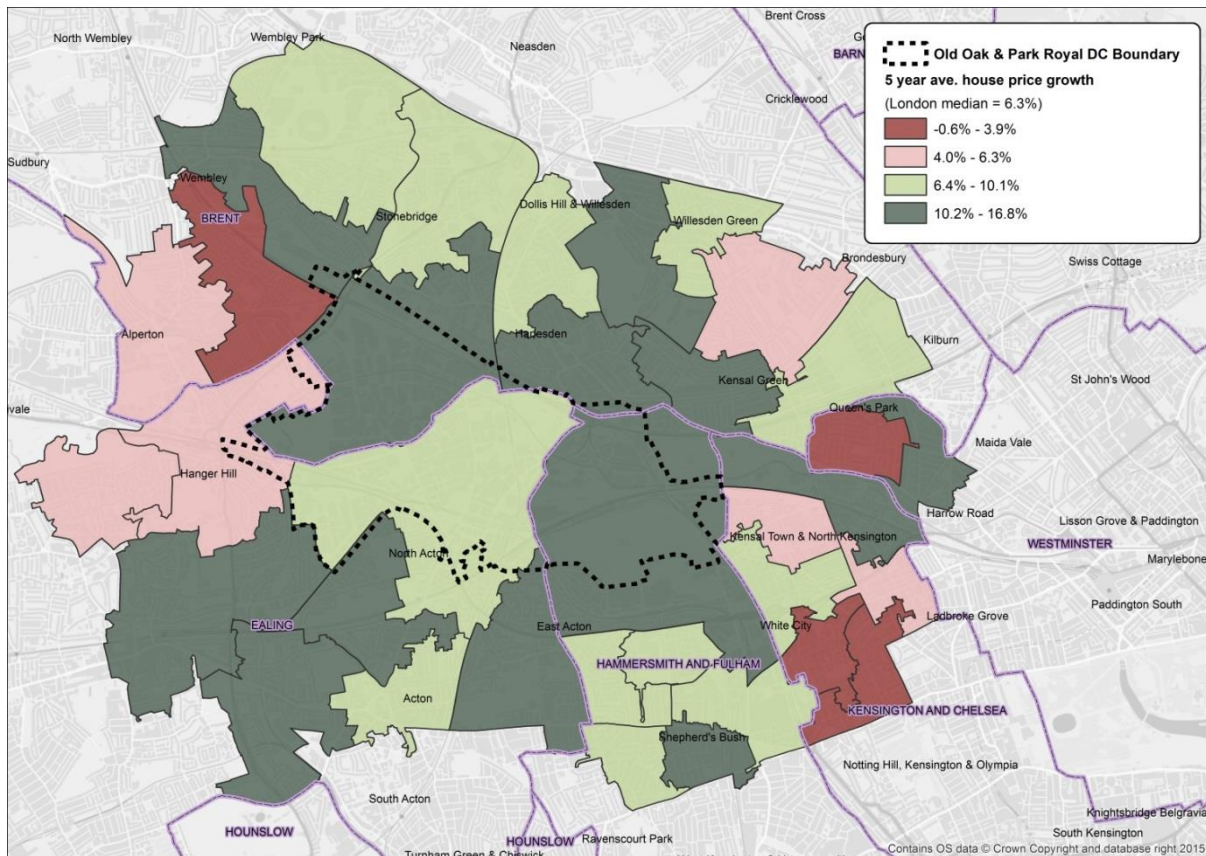 Brent Cross
North Wembley
Wembley Park
Neasden
BARN
Cricklewood
Old Oak & Park Royal DC Boundary
5 year ave. house price growth
(London median = 6.3%)
-0.6% - 3.9%
4.0% - 6.3%
6.4% - 10.1%
10.2% - 16.8%
Sudbury
Wembley
BRENT
Stonebridge
Dollis Hill & Willesden
Willesden Green
Brondesbury
Swiss Cottage
Alperton
Harlesden
Kilburn
St John's Wood
Kensal Green
Queen's Park
Maida Vale
Hanger Hill
Harrow Road
Lisson Grove & Paddington
WESTMINSTER
Marylebone
North Acton
Kensal Town & North Kensington
Paddington South
Ladbroke Grove
EALING
East Acton
White City
HAMMERSMITH AND FULHAM
Acton
KENSINGTON AND CHELSEA
Shepherd's Bush
Notting Hill, Kensington & Olympia
South Acton
Knightsbridge Belgravia
HOUNSLOW
HOUNSLOW
Ravenscourt Park
South Kensington
Turnham Green & Chiswick
Contains OS data © Crown Copyright and database right 2015